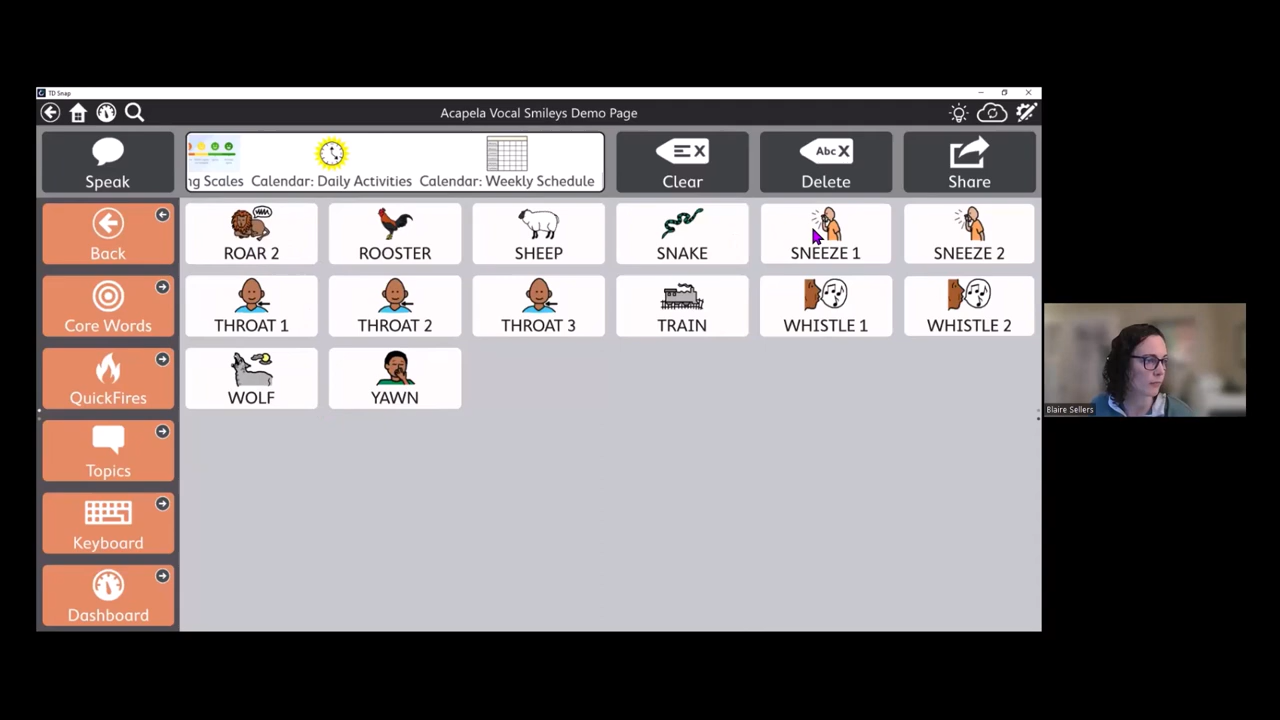 TD Snap
Acapela Vocal Smileys Demo Page
Speak
ng Scales Calendar: Daily Activities Calendar: Weekly Schedule
Clear
Abc X
Delete
Share
Back
ROAR 2
ROOSTER
SHEEP
SNAKE
SNEEZE 1
SNEEZE 2
Core Words
THROAT 1
THROAT 2
THROAT 3
TRAIN
WHISTLE 1
WHISTLE 2
QuickFires
WOLF
YAWN
Blaire Sellers
Topics
Keyboard
Dashboard